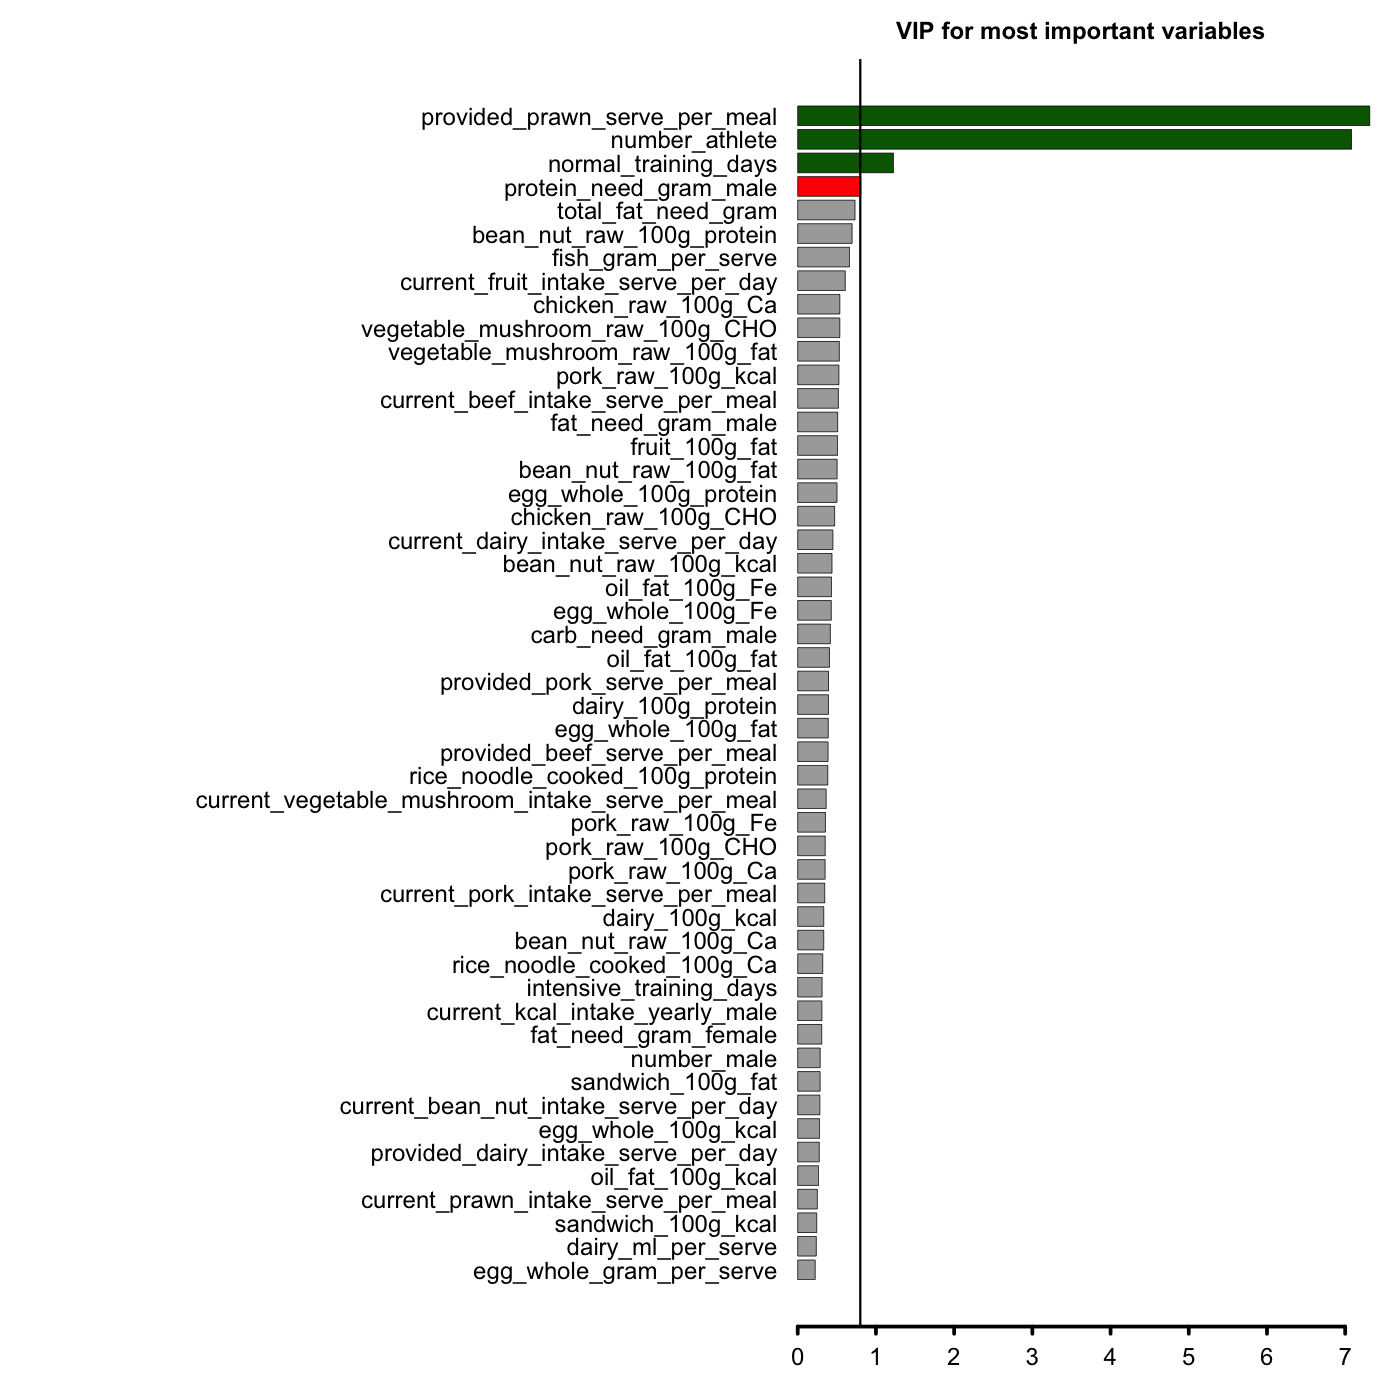 VIP for most important variables
provided_prawn_serve_per_meal
number_athlete
normal_training_days
protein_need_gram_male
total_fat_need_gram
bean_nut_raw_100g_protein
fish_gram_per_serve
current_fruit_intake_serve_per_day
chicken_raw_100g_Ca
vegetable_mushroom_raw_100g_CHO
vegetable_mushroom_raw_100g_fat
pork_raw_100g_kcal
current_beef_intake_serve_per_meal
fat_need_gram_male
fruit_100g_fat
bean_nut_raw_100g_fat
egg_whole_100g_protein
chicken_raw_100g_CHO
current_dairy_intake_serve_per_day
bean_nut_raw_100g_kcal
oil_fat_100g_Fe
egg_whole_100g_Fe
carb_need_gram_male
oil_fat_100g_fat
provided_pork_serve_per_meal
dairy_100g_protein
egg_whole_100g_fat
provided_beef_serve_per_meal
rice_noodle_cooked_100g_protein
current_vegetable_mushroom_intake_serve_per_meal
pork_raw_100g_Fe
pork_raw_100g_CHO
pork_raw_100g_Ca
current_pork_intake_serve_per_meal
dairy_100g_kcal
bean_nut_raw_100g_Ca
rice_noodle_cooked_100g_Ca
intensive_training_days
current_kcal_intake_yearly_male
fat_need_gram_female
number_male
sandwich_100g_fat
current_bean_nut_intake_serve_per_day
egg_whole_100g_kcal
provided_dairy_intake_serve_per_day
oil_fat_100g_kcal
current_prawn_intake_serve_per_meal
sandwich_100g_kcal
dairy_ml_per_serve
egg_whole_gram_per_serve
0 1 2 3 4 5 6 7